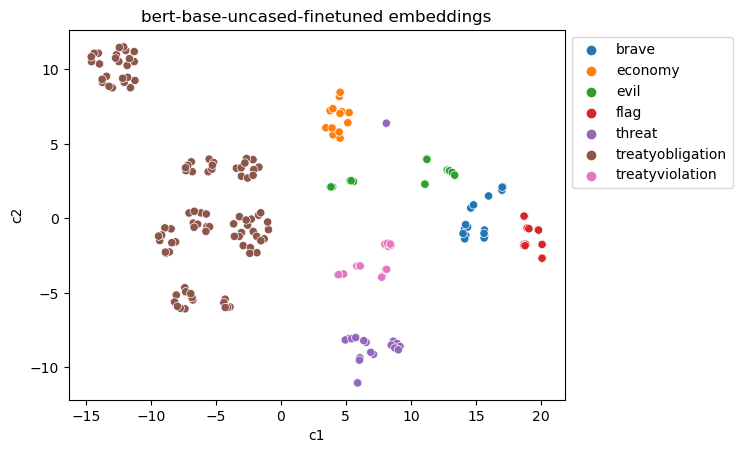 bert-base-uncased-finetuned embeddings
brave
economy
evil
flag
threat
treatyobligation
treatyviolation
c2
10
5
0
−5
−10
−15
−10
−5
0
5
10
15
20
c1